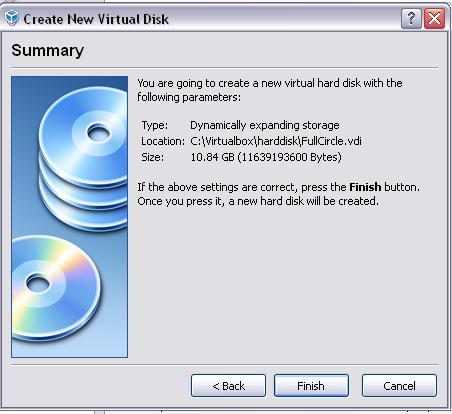 Create New Virtual Disk
Summary
You are going to create a new virtual hard disk with the
following parameters:
Type: Dynamically expanding storage
Location: C:\Virtualbox\harddisk\FullCircle.vdi
Size: 10.84 GB (11639193600 Bytes)
If the above settings are correct, press the Finish button.
Once you press it, a new hard disk will be created.
< Back Finish Cancel